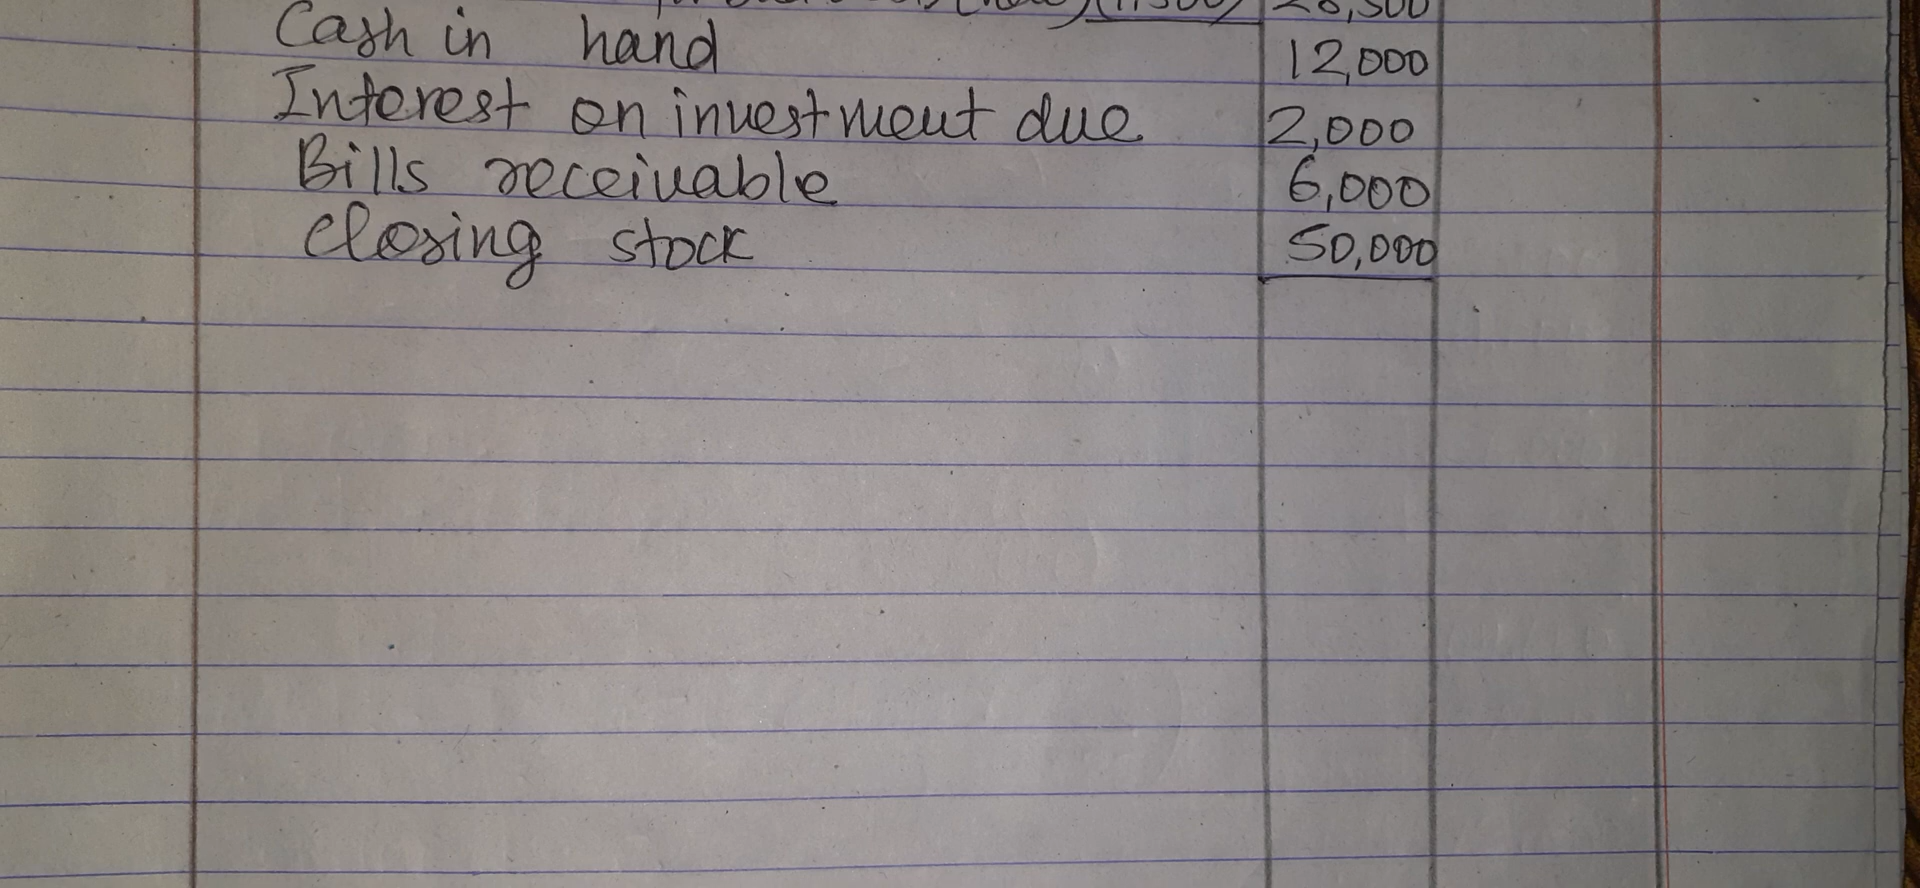 Cash in hand 12,000
Interest on investment due 2,000
Bills receivable 6,000
Closing stock 50,000